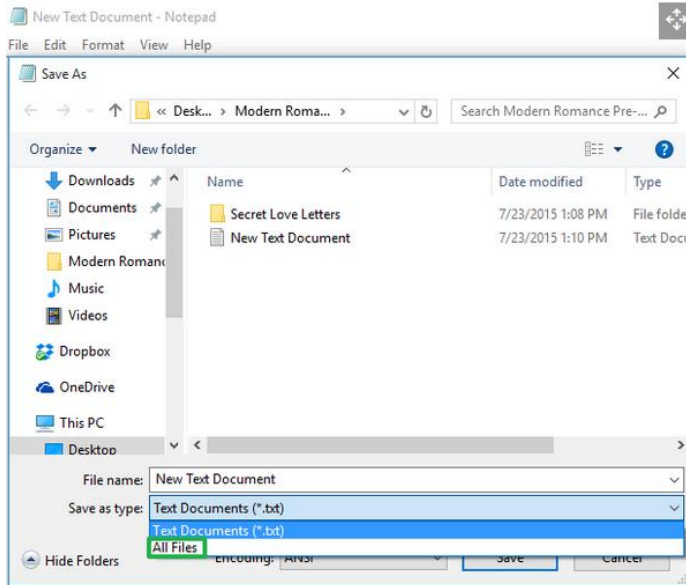 New Text Document - Notepad
File Edit Format View Help
Save As
« Desk... › Modern Roma... ›
Search Modern Romance Pre-...
Organize New folder
Name Date modified Type
Downloads
Documents
Pictures
Modern Romanc
Music
Videos
Dropbox
OneDrive
This PC
Desktop
Secret Love Letters 7/23/2015 1:08 PM File folde
New Text Document 7/23/2015 1:10 PM Text Docu
File name: New Text Document
Save as type: Text Documents (*.txt)
Text Documents (*.txt)
All Files
Hide Folders Encoding: ANSI Save Cancel